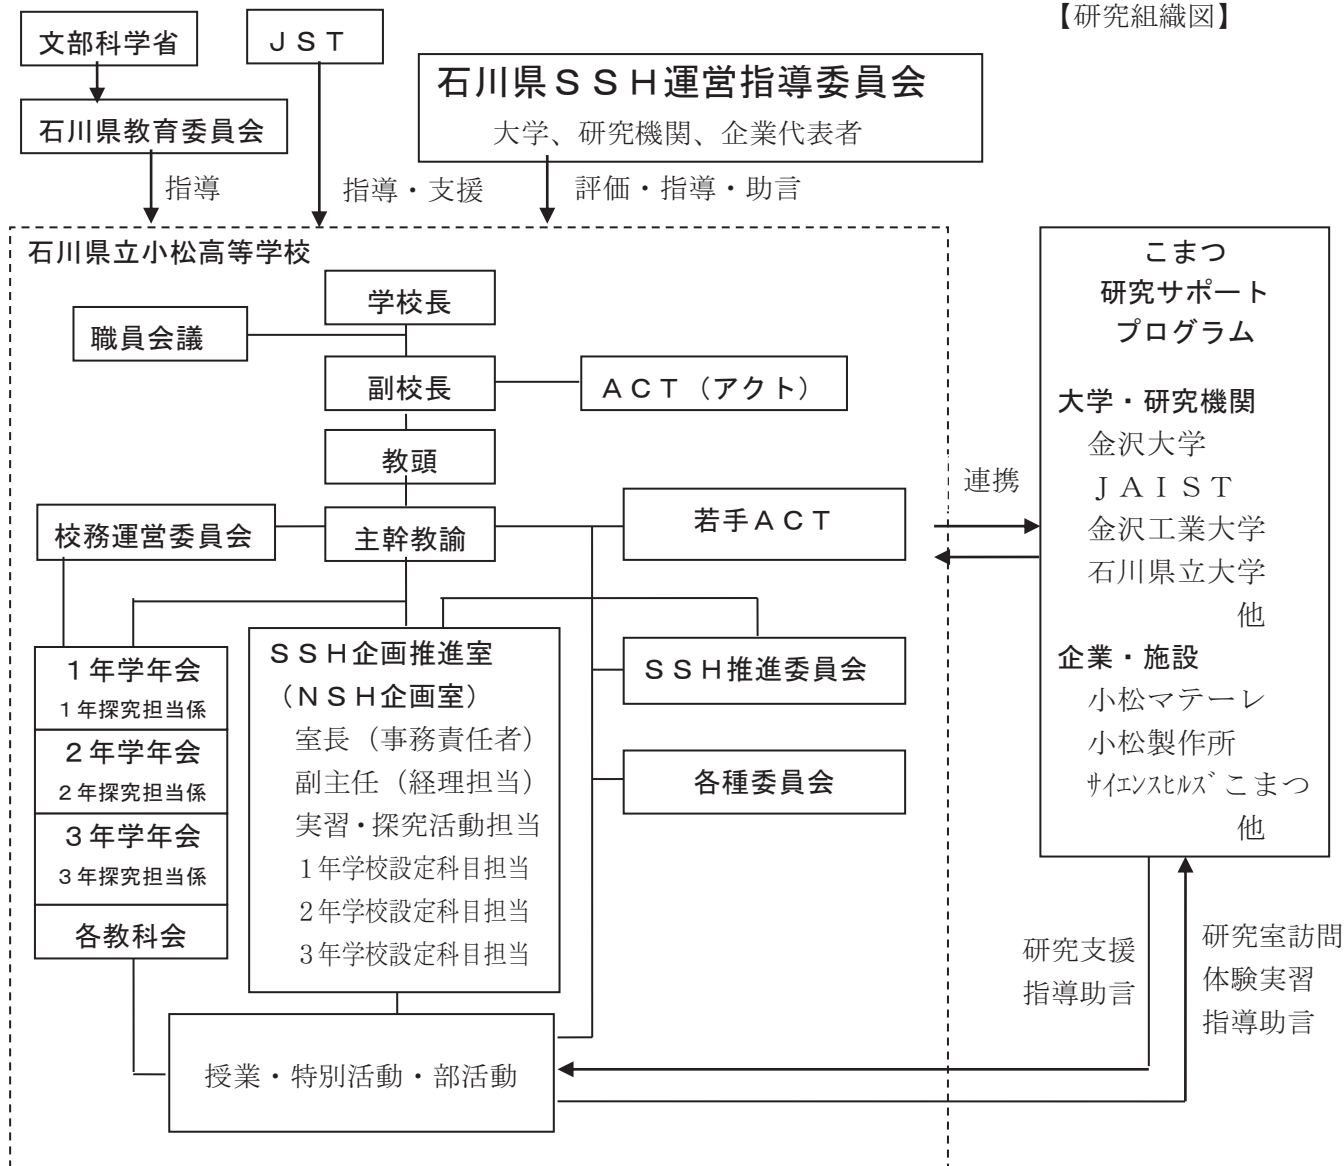 【研究組織図】
文部科学省
ＪＳＴ
石川県ＳＳＨ運営指導委員会
大学、研究機関、企業代表者
石川県教育委員会
指導
指導・支援
評価・指導・助言
石川県立小松高等学校
学校長
職員会議
副校長
ＡＣＴ（アクト）
教頭
校務運営委員会
主幹教諭
若手ＡＣＴ
１年学年会
１年探究担当係
２年学年会
２年探究担当係
３年学年会
３年探究担当係
各教科会
ＳＳＨ企画推進室
（ＮＳＨ企画室）
室長（事務責任者）
副主任（経理担当）
実習・探究活動担当
１年学校設定科目担当
２年学校設定科目担当
３年学校設定科目担当
ＳＳＨ推進委員会
各種委員会
授業・特別活動・部活動
連携
こまつ
研究サポート
プログラム
大学・研究機関
金沢大学
ＪＡＩＳＴ
金沢工業大学
石川県立大学
他
企業・施設
小松マテーレ
小松製作所
ｻｲｴﾝｽﾋﾙｽﾞこまつ
他
研究支援
指導助言
研究室訪問
体験実習
指導助言